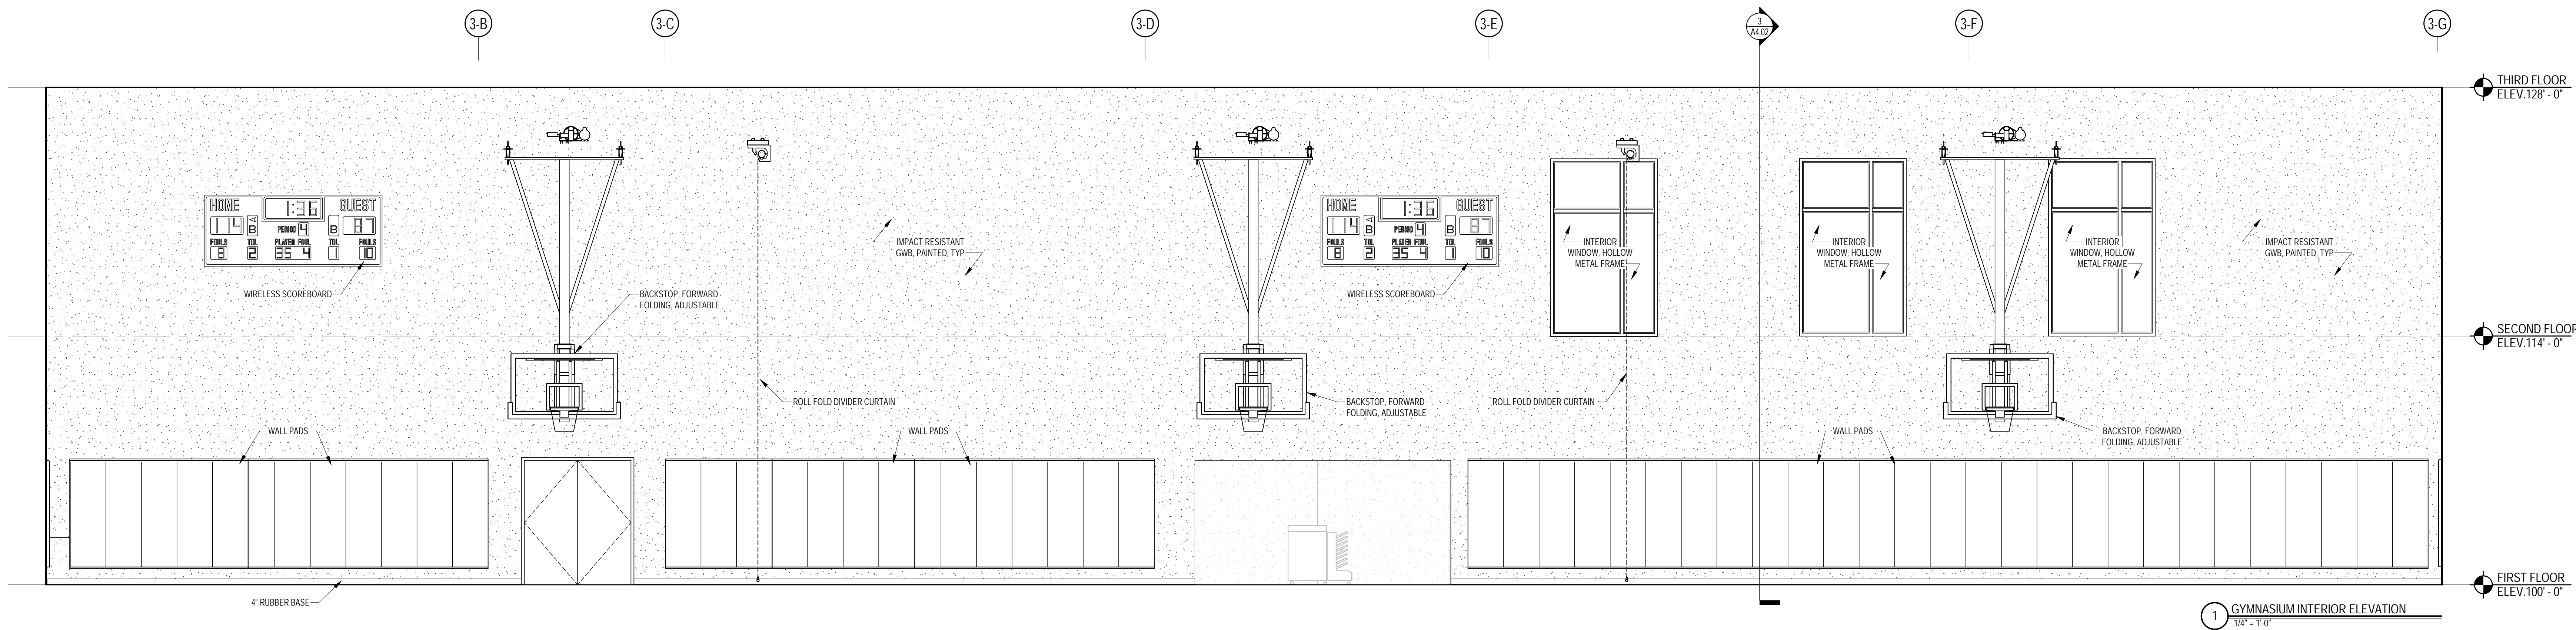 3-B
3-C
3-D
3-E
3
A4.02
3-F
3-G
THIRD FLOOR
ELEV.128' - 0"
HOME 1:36 GUEST
114 A B PERIOD 4 B 87
FOULS TOL PLAYER FOUL TOL FOULS
8 2 35 4 1 10
WIRELESS SCOREBOARD
BACKSTOP, FORWARD
FOLDING, ADJUSTABLE
IMPACT RESISTANT
GWB, PAINTED, TYP
HOME 1:36 GUEST
114 A B PERIOD 4 B 87
FOULS TOL PLAYER FOUL TOL FOULS
8 2 35 4 1 10
WIRELESS SCOREBOARD
INTERIOR
WINDOW, HOLLOW
METAL FRAME
INTERIOR
WINDOW, HOLLOW
METAL FRAME
INTERIOR
WINDOW, HOLLOW
METAL FRAME
IMPACT RESISTANT
GWB, PAINTED, TYP
SECOND FLOOR
ELEV.114' - 0"
ROLL FOLD DIVIDER CURTAIN
BACKSTOP, FORWARD
FOLDING, ADJUSTABLE
ROLL FOLD DIVIDER CURTAIN
BACKSTOP, FORWARD
FOLDING, ADJUSTABLE
WALL PADS
WALL PADS
WALL PADS
4" RUBBER BASE
FIRST FLOOR
ELEV.100' - 0"
1
GYMNASIUM INTERIOR ELEVATION
1/4" = 1'-0"